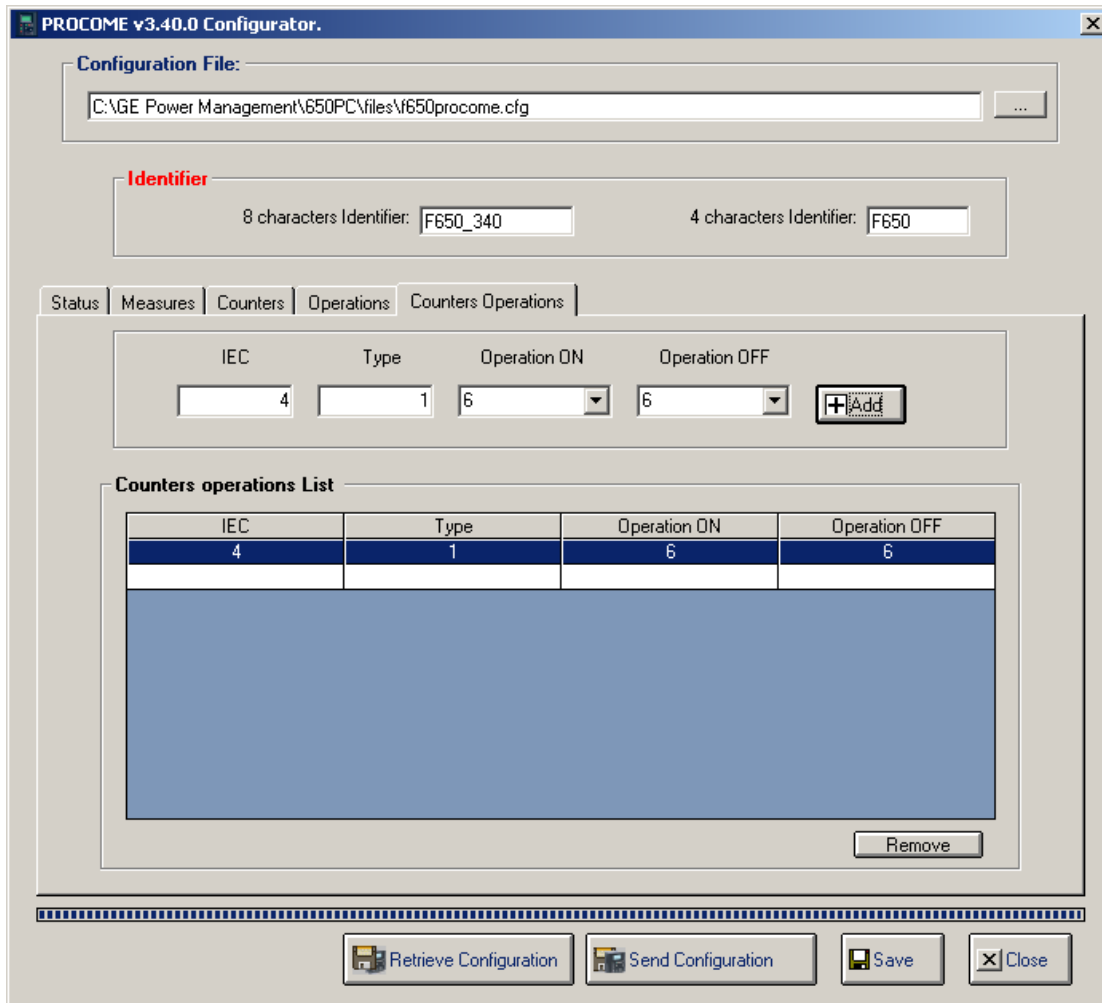 PROCOME v3.40.0 Configurator.
Configuration File:
C:\GE Power Management\650PC\files\f650procome.cfg
...
Identifier
8 characters Identifier: F650_340 4 characters Identifier: F650
Status Measures Counters Operations Counters Operations
IEC Type Operation ON Operation OFF
4 1 6 6 Add
Counters operations List
IEC Type Operation ON Operation OFF
4 1 6 6
Remove
Retrieve Configuration Send Configuration Save Close